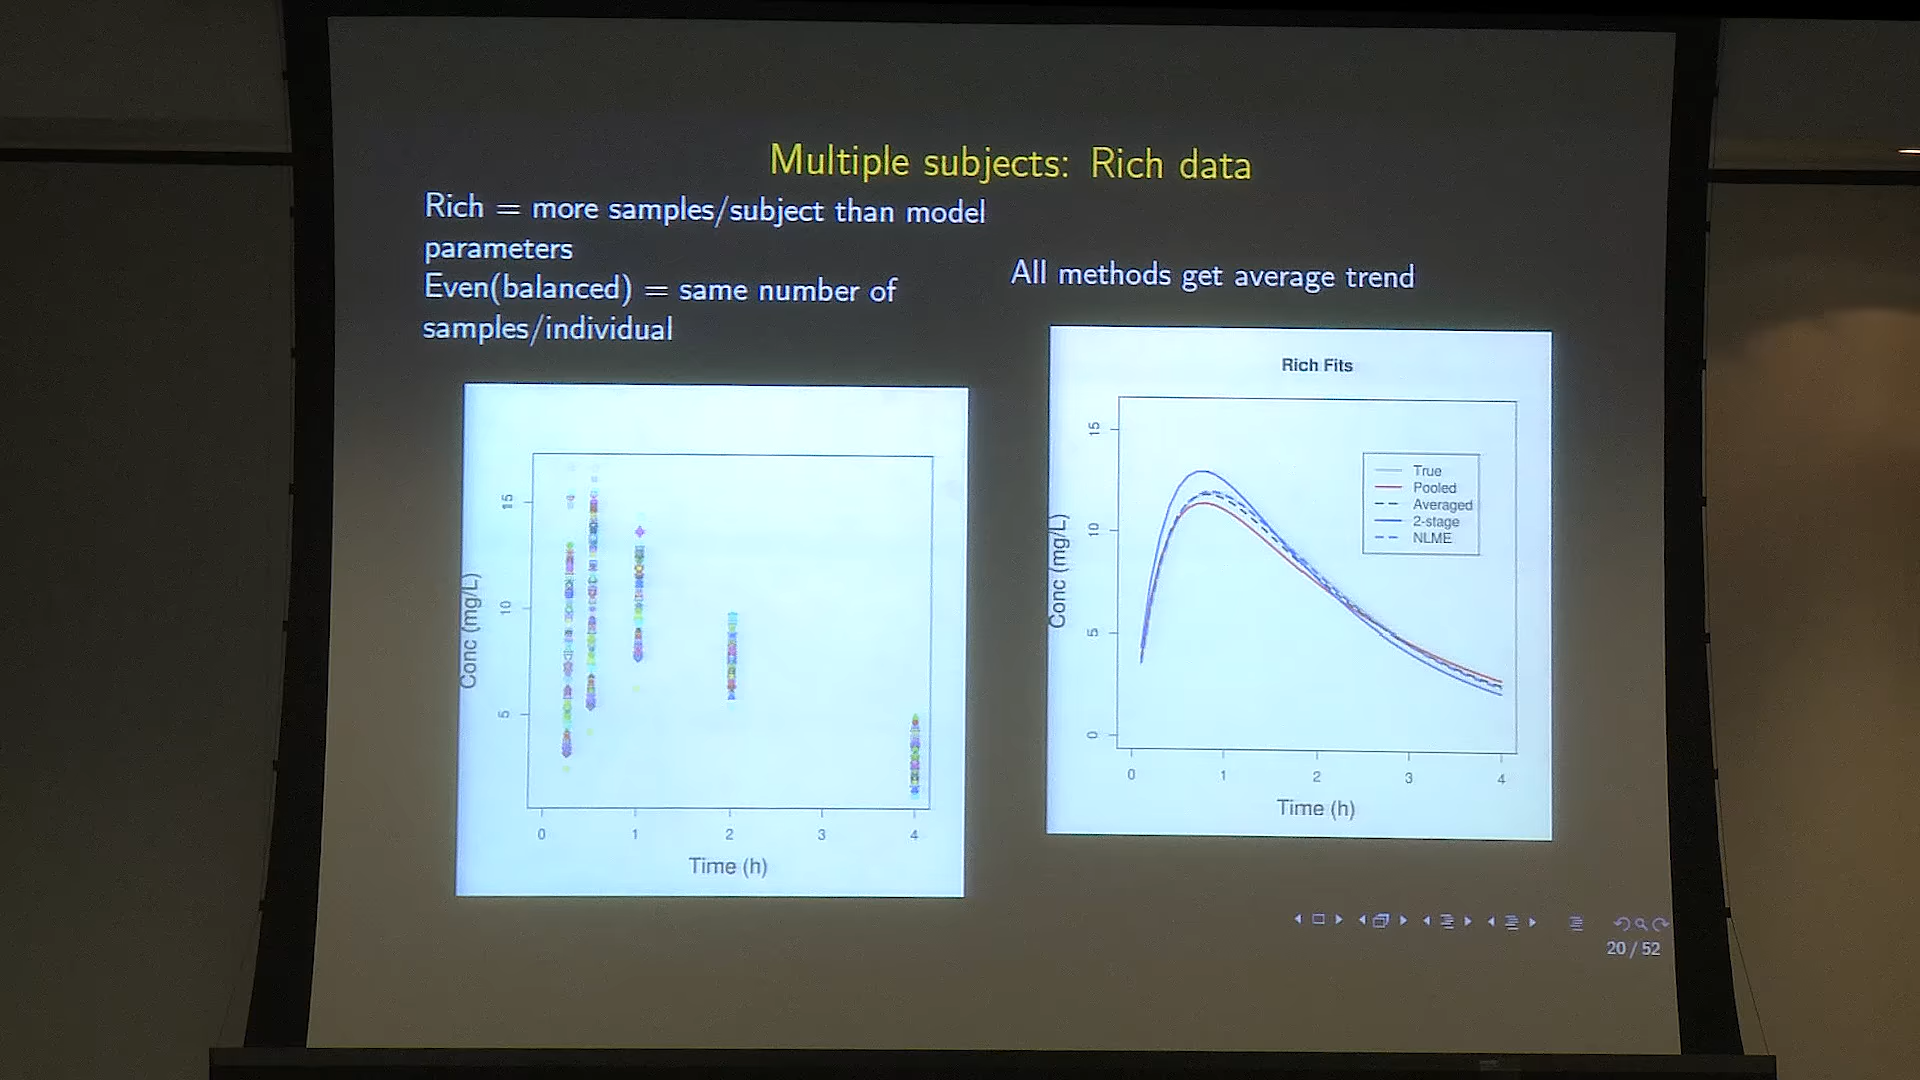 Multiple subjects: Rich data
Rich = more samples/subject than model
parameters
Even(balanced) = same number of
samples/individual
All methods get average trend
Conc (mg/L)
15
10
5
0
1
2
3
4
Time (h)
Rich Fits
Conc (mg/L)
15
10
5
0
True
Pooled
Averaged
2-stage
NLME
0
1
2
3
4
Time (h)
20 / 52